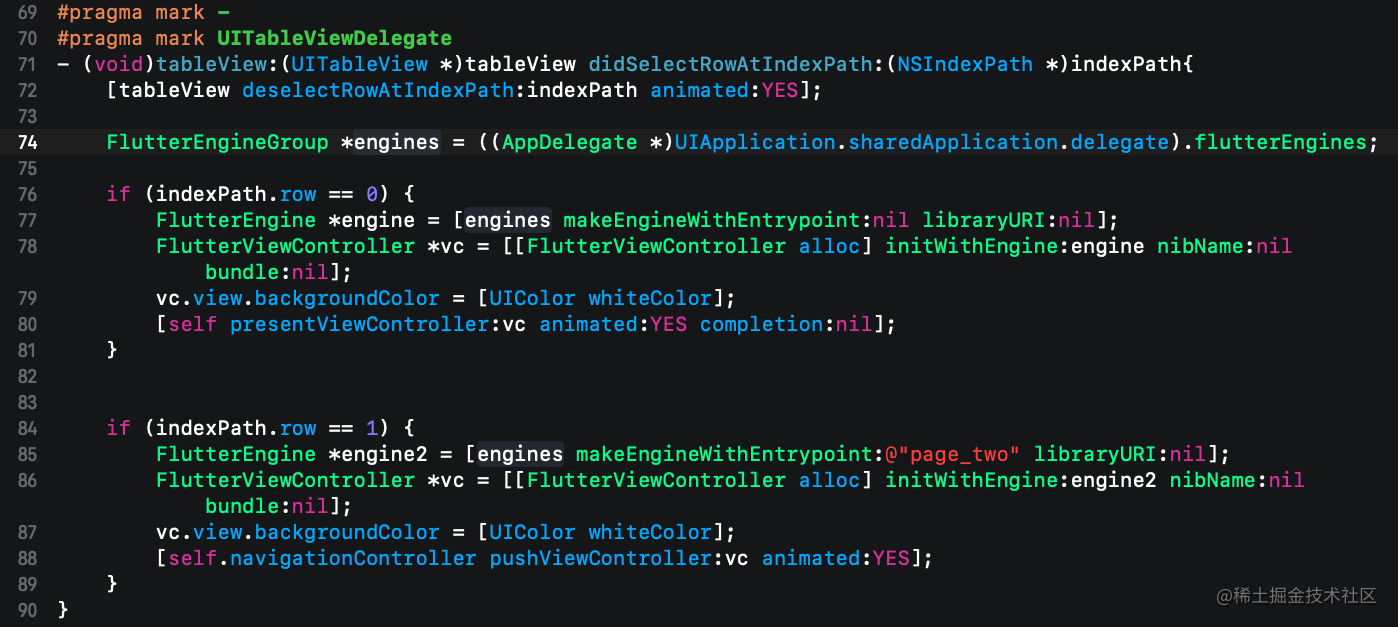 69 #pragma mark -
70 #pragma mark UITableViewDelegate
71 - (void)tableView:(UITableView *)tableView didSelectRowAtIndexPath:(NSIndexPath *)indexPath{
72     [tableView deselectRowAtIndexPath:indexPath animated:YES];
73
74     FlutterEngineGroup *engines = ((AppDelegate *)UIApplication.sharedApplication.delegate).flutterEngines;
75
76     if (indexPath.row == 0) {
77         FlutterEngine *engine = [engines makeEngineWithEntrypoint:nil libraryURI:nil];
78         FlutterViewController *vc = [[FlutterViewController alloc] initWithEngine:engine nibName:nil
            bundle:nil];
79         vc.view.backgroundColor = [UIColor whiteColor];
80         [self presentViewController:vc animated:YES completion:nil];
81     }
82
83
84     if (indexPath.row == 1) {
85         FlutterEngine *engine2 = [engines makeEngineWithEntrypoint:@"page_two" libraryURI:nil];
86         FlutterViewController *vc = [[FlutterViewController alloc] initWithEngine:engine2 nibName:nil
            bundle:nil];
87         vc.view.backgroundColor = [UIColor whiteColor];
88         [self.navigationController pushViewController:vc animated:YES];
89     }
90 }
@稀土掘金技术社区